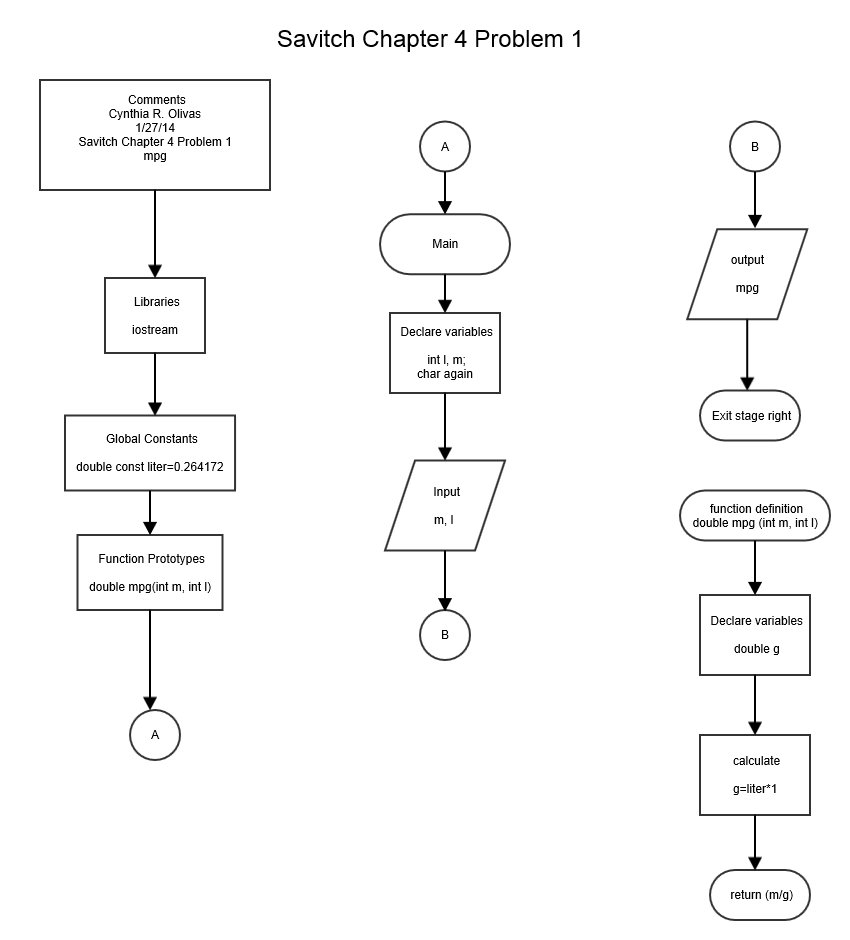 Savitch Chapter 4 Problem 1
Comments
Cynthia R. Olivas
1/27/14
Savitch Chapter 4 Problem 1
mpg
Libraries
iostream
Global Constants
double const liter=0.264172
Function Prototypes
double mpg(int m, int l)
A
A
Main
Declare variables
int l, m;
char again
Input
m, l
B
B
output
mpg
Exit stage right
function definition
double mpg (int m, int l)
Declare variables
double g
calculate
g=liter*1
return (m/g)